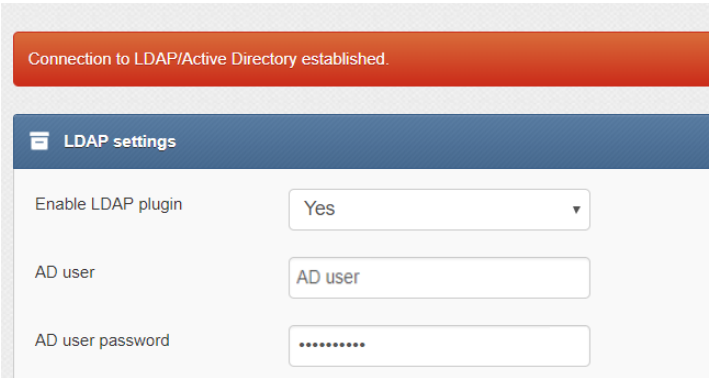 Connection to LDAP/Active Directory established.
LDAP settings
Enable LDAP plugin
Yes
AD user
AD user
AD user password
••••••••••